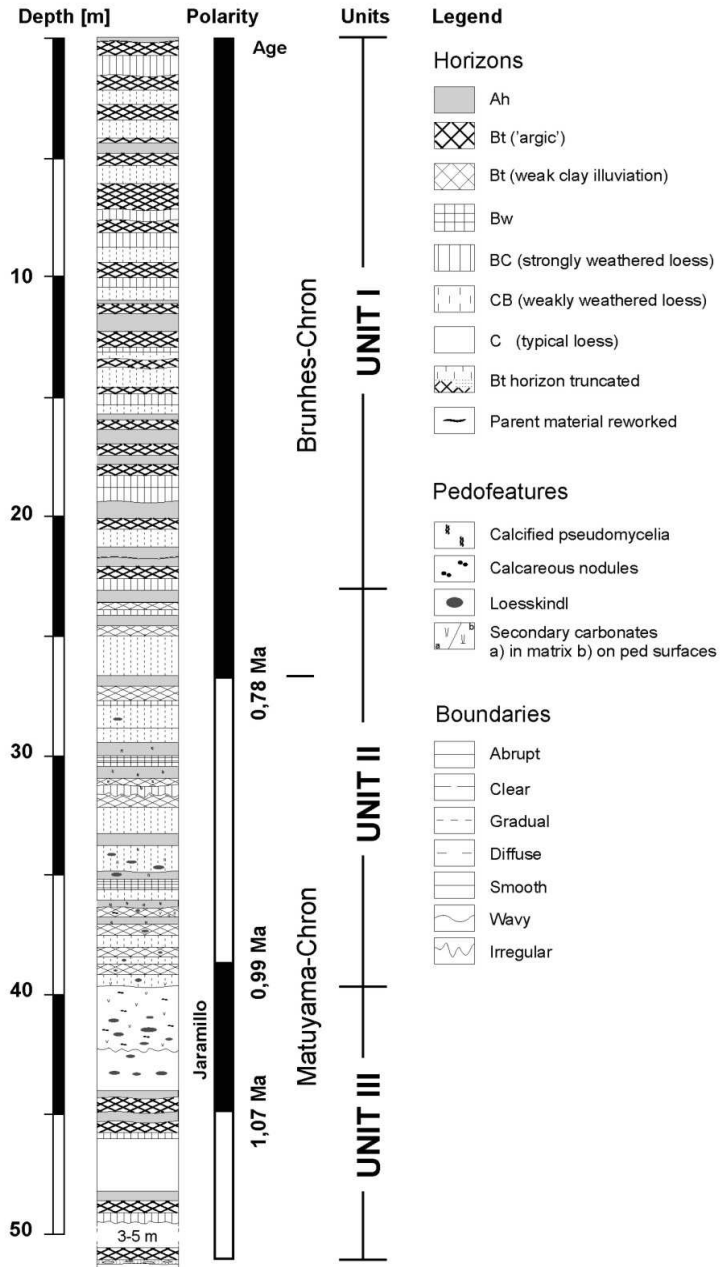 Depth [m]
Polarity
Units
Legend
Age
Horizons
Ah
Bt ('argic')
Bt (weak clay illuviation)
Bw
BC (strongly weathered loess)
CB (weakly weathered loess)
C (typical loess)
Bt horizon truncated
Parent material reworked
Pedofeatures
Calcified pseudomycelia
Calcareous nodules
Loesskindl
a b
Secondary carbonates
a) in matrix b) on ped surfaces
Boundaries
Abrupt
Clear
Gradual
Diffuse
Smooth
Wavy
Irregular
10
20
30
40
50
3-5 m
0,78 Ma
0,99 Ma
1,07 Ma
Jaramillo
Brunhes-Chron
Matuyama-Chron
UNIT I
UNIT II
UNIT III